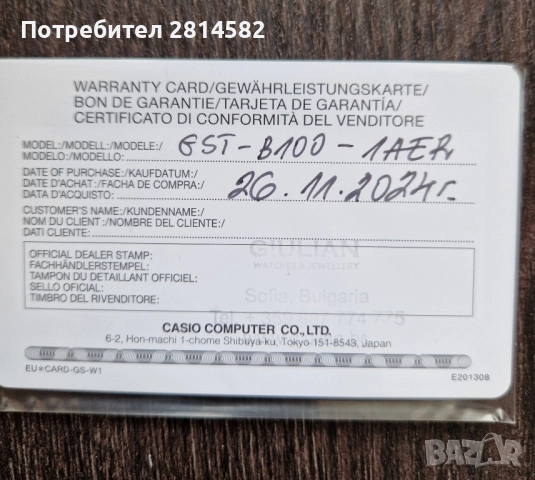 Потребител 2814582
WARRANTY CARD/GEWÄHRLEISTUNGSKARTE/
BON DE GARANTIE/TARJETA DE GARANTÍA/
CERTIFICATO DI CONFORMITÀ DEL VENDITORE
MODEL:/MODELL:/MODELE:/ GST-B100-1AER
MODELO:/MODELLO:
DATE OF PURCHASE:/KAUFDATUM:/
DATE D'ACHAT:/FACHA DE COMPRA:/ 26.11.2024г.
DATA D'ACQUISTO:
CUSTOMER'S NAME:/KUNDENNAME:/
NOM DU CLIENT:/NOMBRE DEL CLIENTE:/
DATI CLIENTE:
OFFICIAL DEALER STAMP:
FACHHÄNDLERSTEMPEL:
TAMPON DU DETAILLANT OFFICIEL:
SELLO OFICIAL:
TIMBRO DEL RIVENDITORE:
GIULIAN
WATCHES & JEWELLERY
Sofia, Bulgaria
CASIO COMPUTER CO.,LTD.
6-2, Hon-machi 1-chome Shibuya-ku, Tokyo 151-8543, Japan
EU✳CARD-GS-W1
E201308
BAZAR